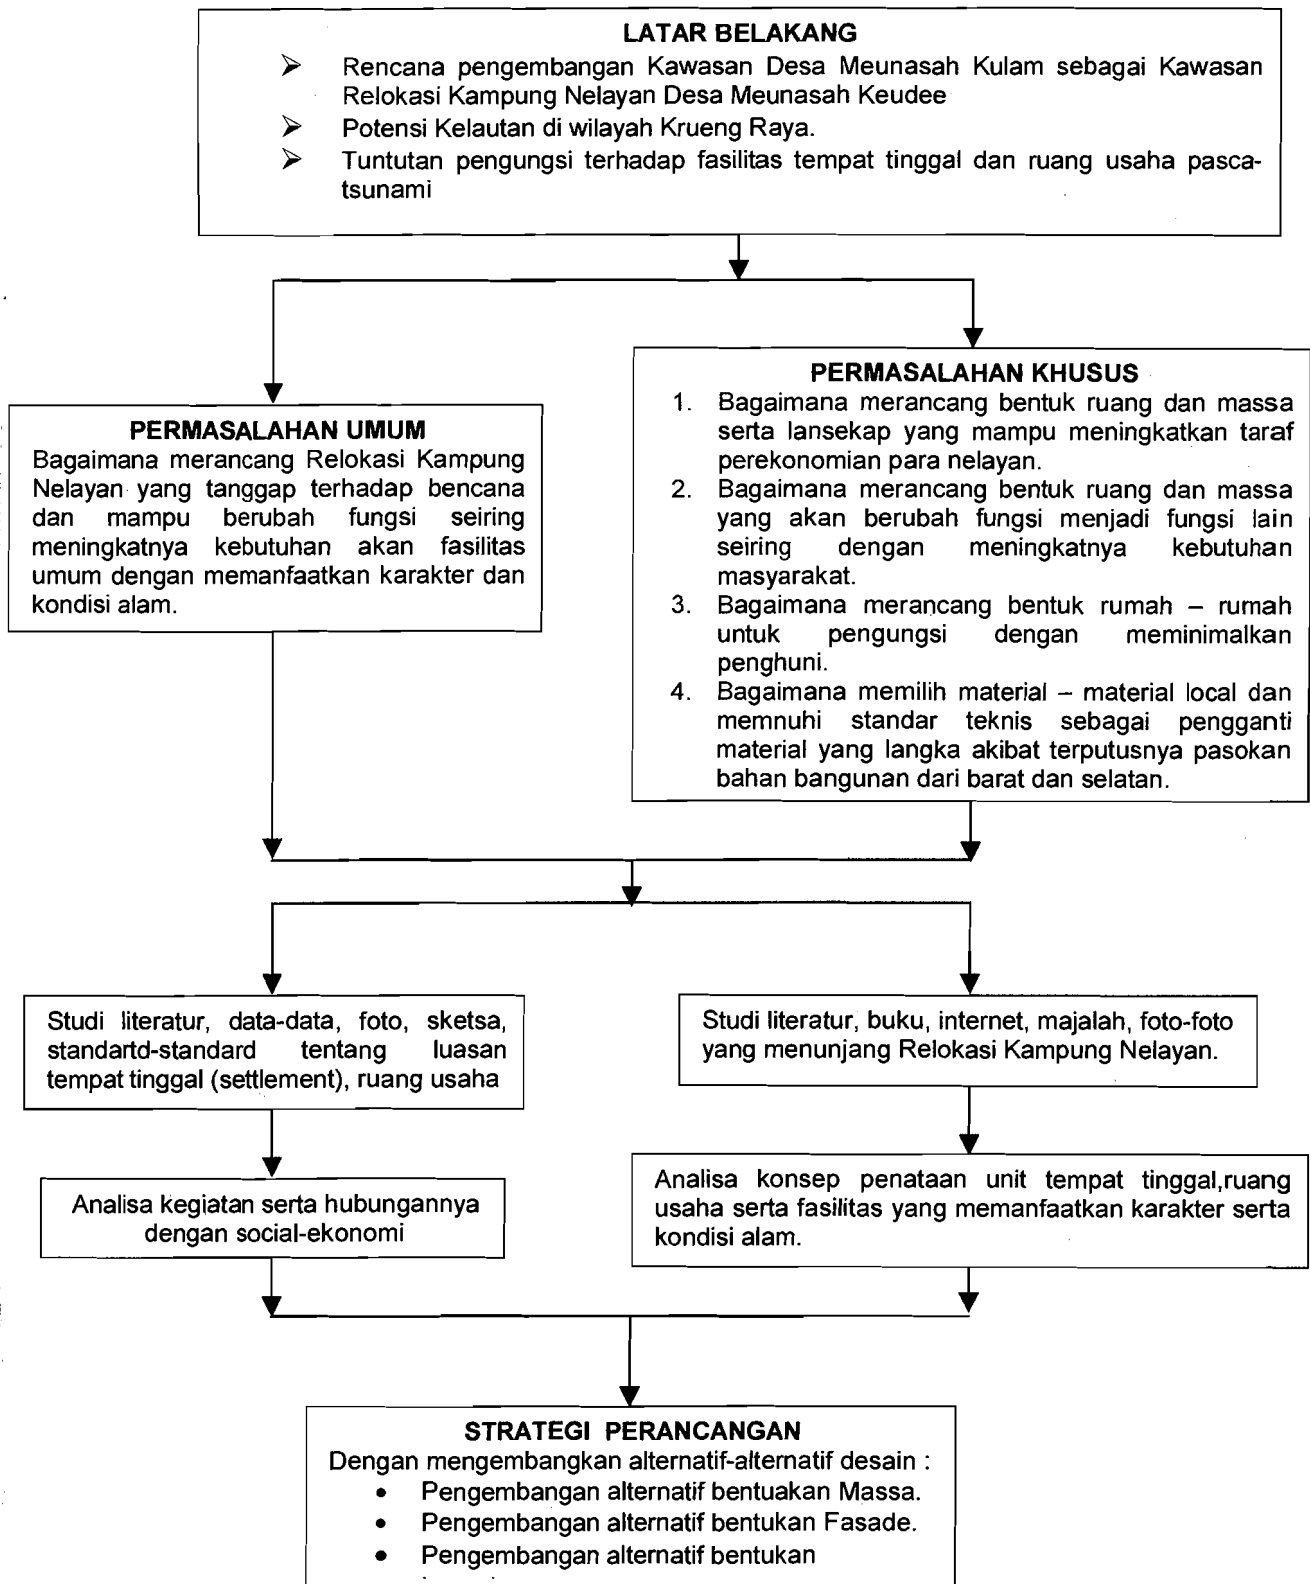 LATAR BELAKANG
➢ Rencana pengembangan Kawasan Desa Meunasah Kulam sebagai Kawasan
Relokasi Kampung Nelayan Desa Meunasah Keudee
➢ Potensi Kelautan di wilayah Krueng Raya.
➢ Tuntutan pengungsi terhadap fasilitas tempat tinggal dan ruang usaha pasca-
tsunami
PERMASALAHAN UMUM
Bagaimana merancang Relokasi Kampung
Nelayan yang tanggap terhadap bencana
dan mampu berubah fungsi seiring
meningkatnya kebutuhan akan fasilitas
umum dengan memanfaatkan karakter dan
kondisi alam.
PERMASALAHAN KHUSUS
1. Bagaimana merancang bentuk ruang dan massa
serta lansekap yang mampu meningkatkan taraf
perekonomian para nelayan.
2. Bagaimana merancang bentuk ruang dan massa
yang akan berubah fungsi menjadi fungsi lain
seiring dengan meningkatnya kebutuhan
masyarakat.
3. Bagaimana merancang bentuk rumah – rumah
untuk pengungsi dengan meminimalkan
penghuni.
4. Bagaimana memilih material – material local dan
memnuhi standar teknis sebagai pengganti
material yang langka akibat terputusnya pasokan
bahan bangunan dari barat dan selatan.
Studi literatur, data-data, foto, sketsa,
standartd-standard tentang luasan
tempat tinggal (settlement), ruang usaha
Studi literatur, buku, internet, majalah, foto-foto
yang menunjang Relokasi Kampung Nelayan.
Analisa kegiatan serta hubungannya
dengan social-ekonomi
Analisa konsep penataan unit tempat tinggal,ruang
usaha serta fasilitas yang memanfaatkan karakter serta
kondisi alam.
STRATEGI PERANCANGAN
Dengan mengembangkan alternatif-alternatif desain :
• Pengembangan alternatif bentuakan Massa.
• Pengembangan alternatif bentukan Fasade.
• Pengembangan alternatif bentukan